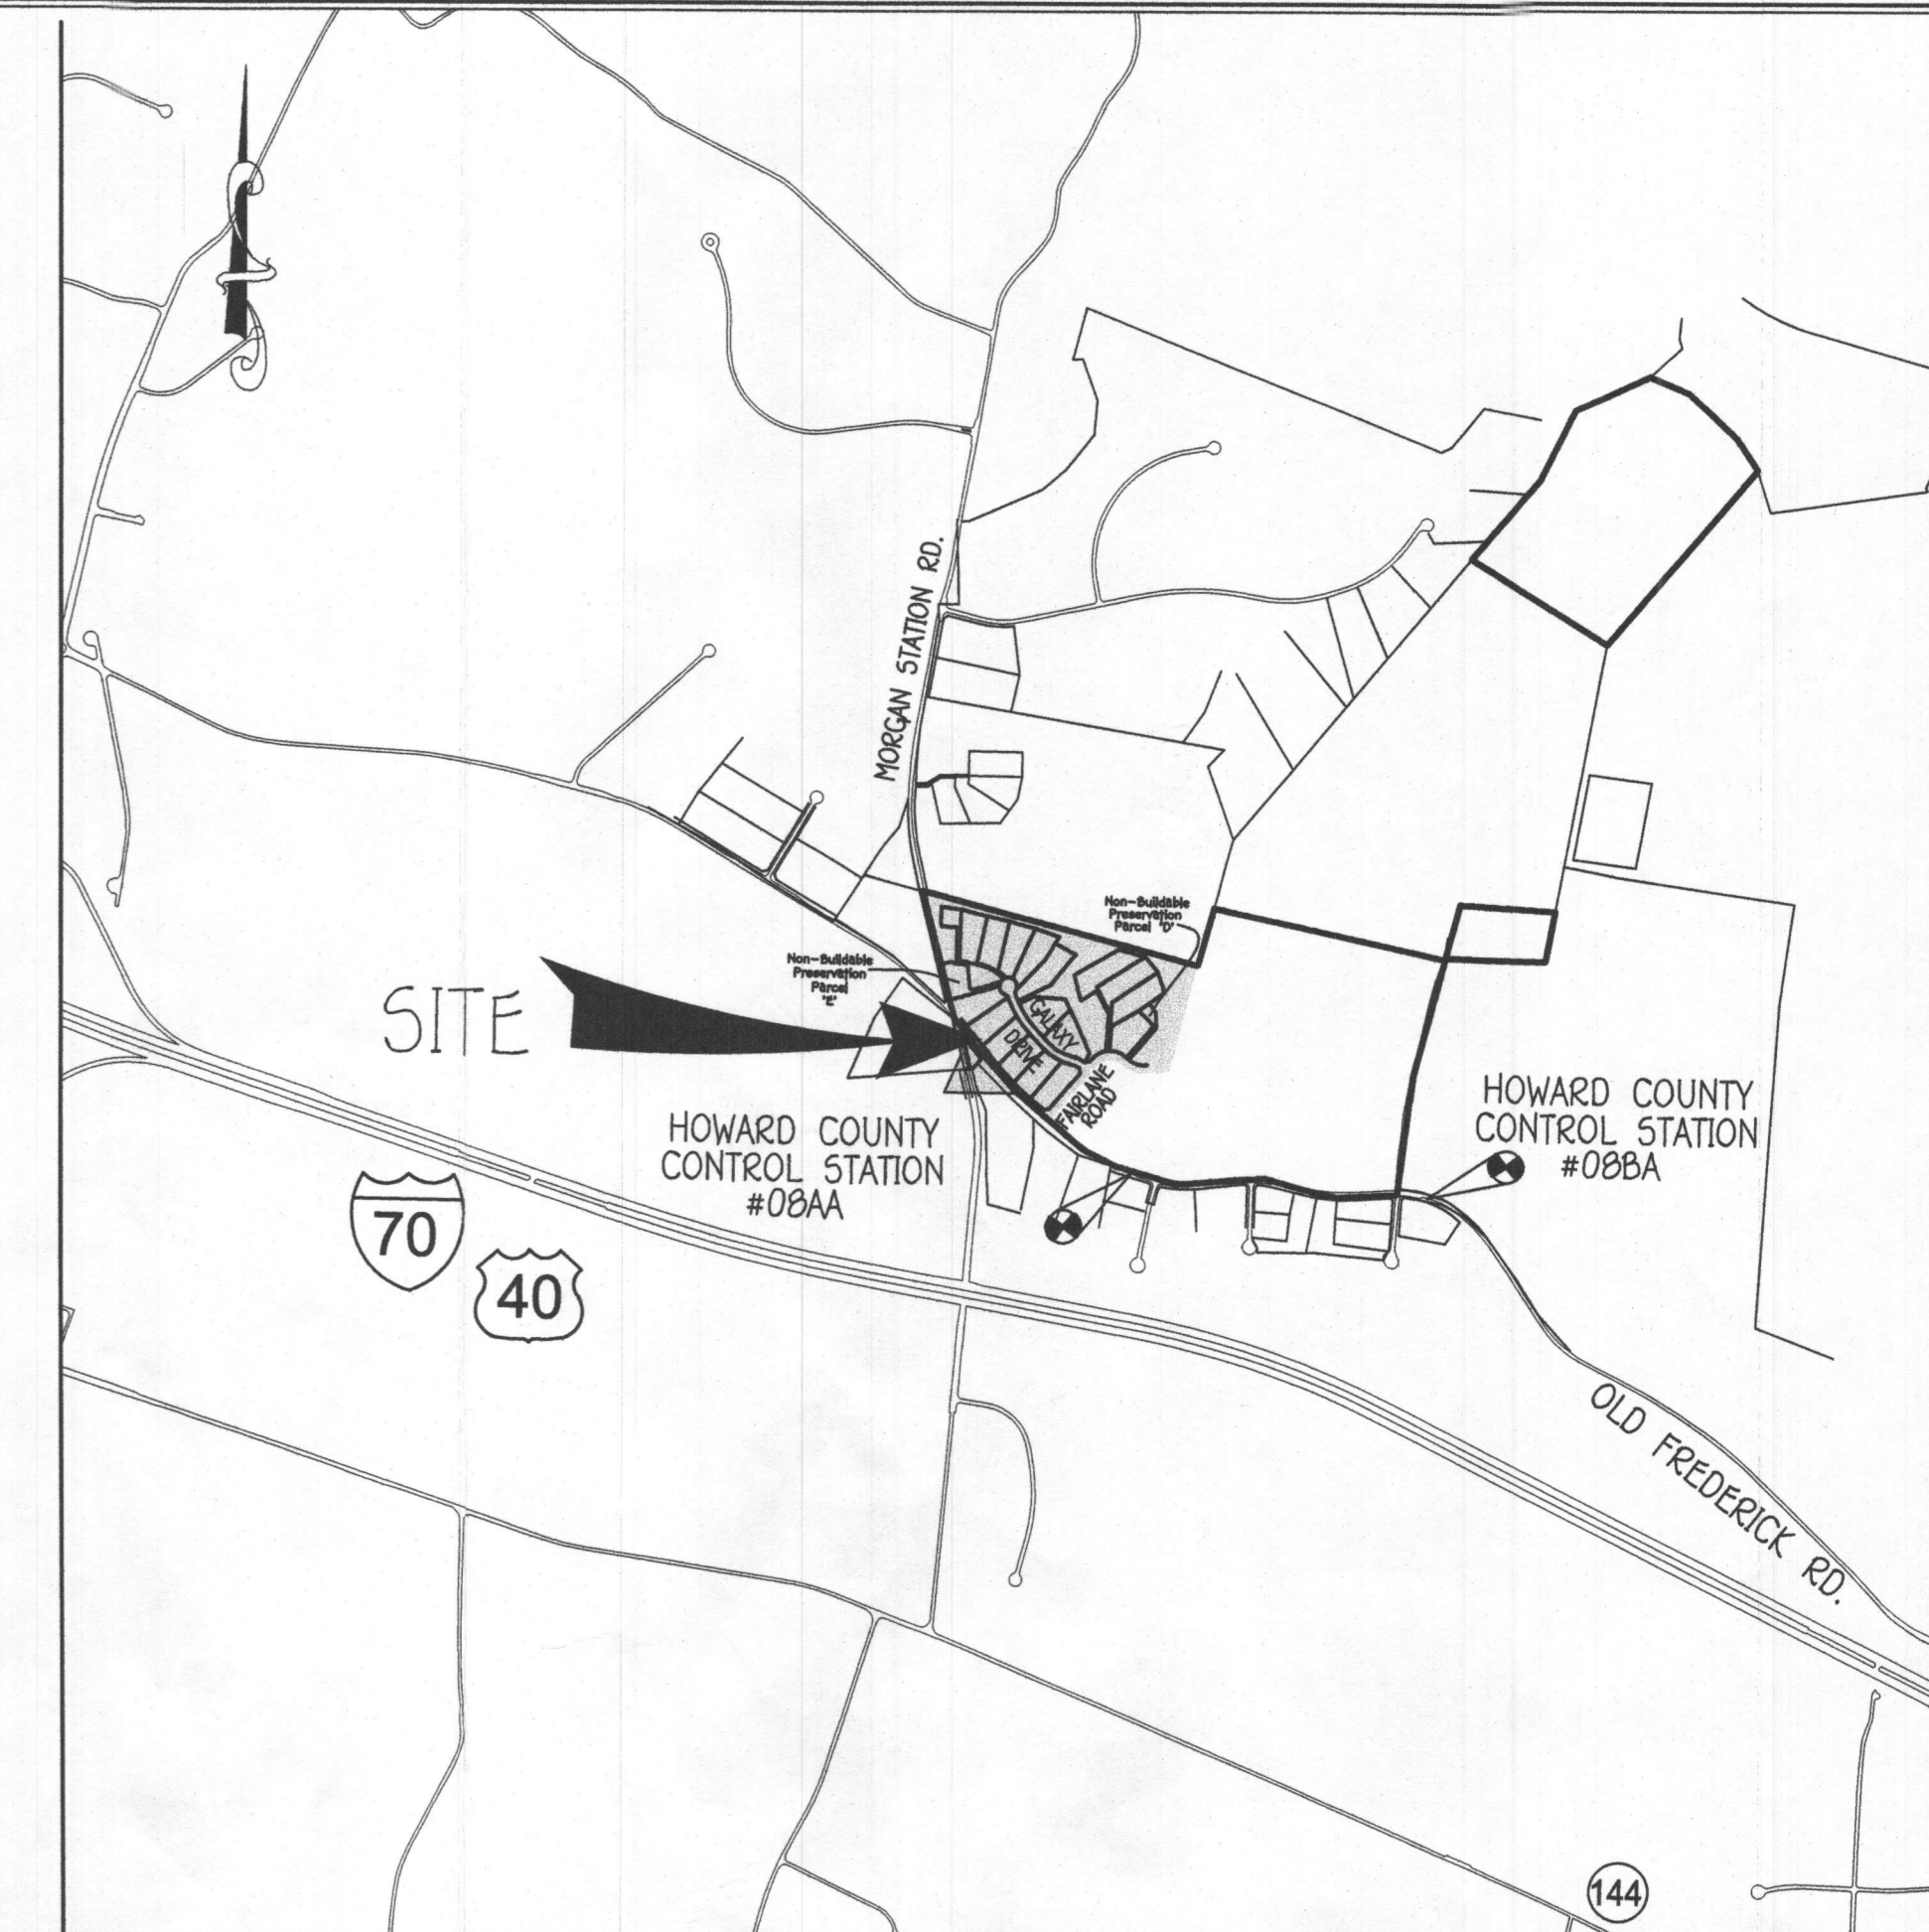 MORGAN STATION RD.
Non-Buildable
Preservation
Parcel 'D'
Non-Buildable
Preservation
Parcel
'E'
SITE
GALAXY
DRIVE
FAIRLANE
ROAD
HOWARD COUNTY
CONTROL STATION
#08AA
HOWARD COUNTY
CONTROL STATION
#08BA
70
40
OLD FREDERICK RD.
144